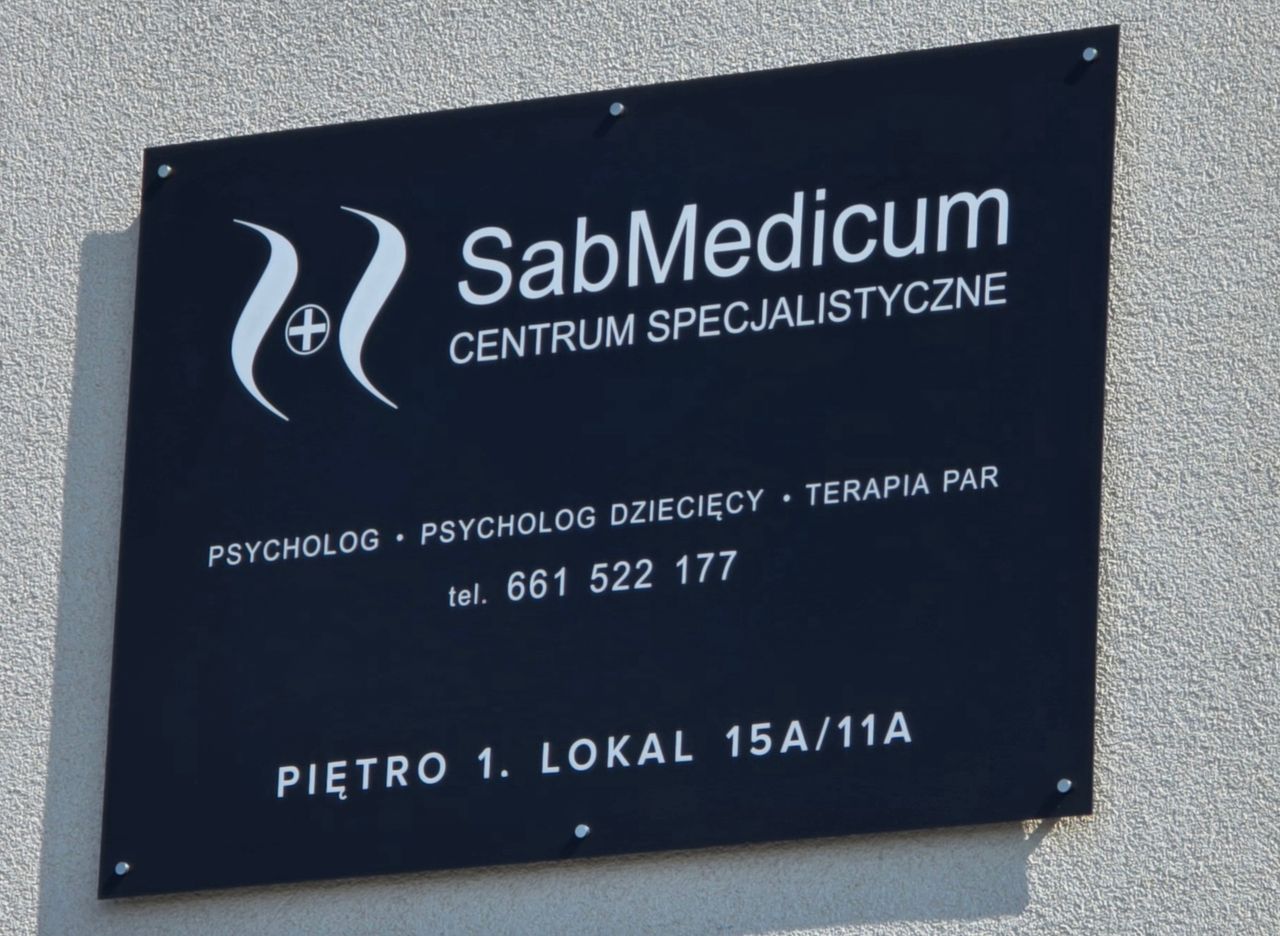 SabMedicum
CENTRUM SPECJALISTYCZNE
PSYCHOLOG • PSYCHOLOG DZIECIĘCY • TERAPIA PAR
tel. 661 522 177
PIĘTRO 1. LOKAL 15A/11A